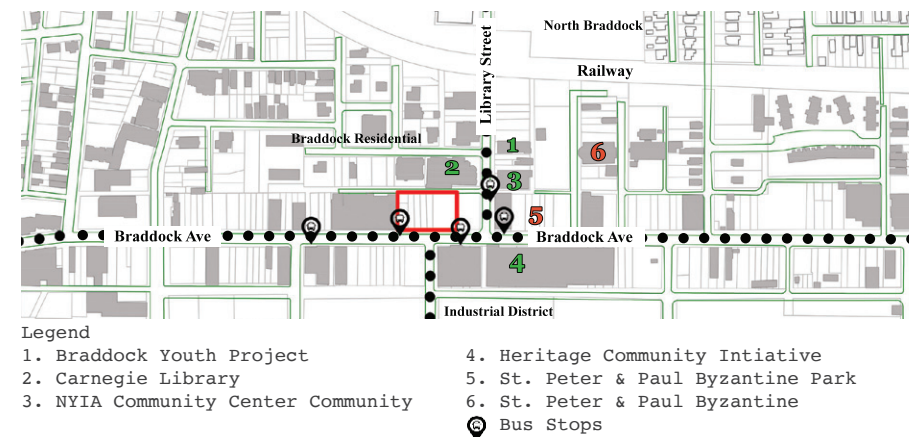 North Braddock
Library Street
Railway
Braddock Residential
1
2
3
6
5
Braddock Ave
Braddock Ave
4
Industrial District
Legend
1. Braddock Youth Project
2. Carnegie Library
3. NYIA Community Center Community
4. Heritage Community Intiative
5. St. Peter & Paul Byzantine Park
6. St. Peter & Paul Byzantine
Bus Stops